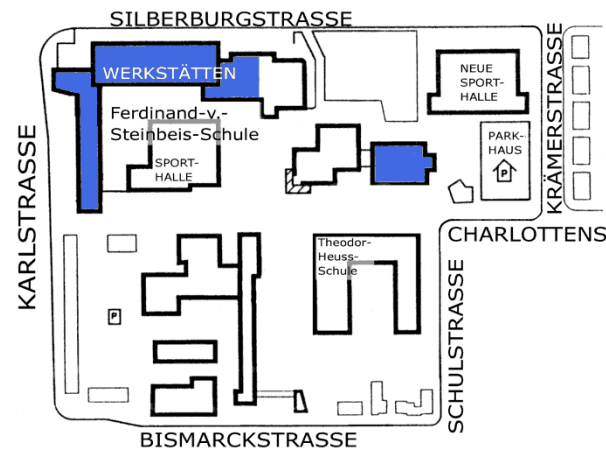 SILBERBURGSTRASSE
WERKSTÄTTEN
NEUE
SPORT-
HALLE
KRÄMERSTRASSE
Ferdinand-v.-
Steinbeis-Schule
SPORT-
HALLE
PARK-
HAUS
P
KARLSTRASSE
CHARLOTTENS
Theodor-
Heuss-
Schule
SCHULSTRASSE
P
BISMARCKSTRASSE